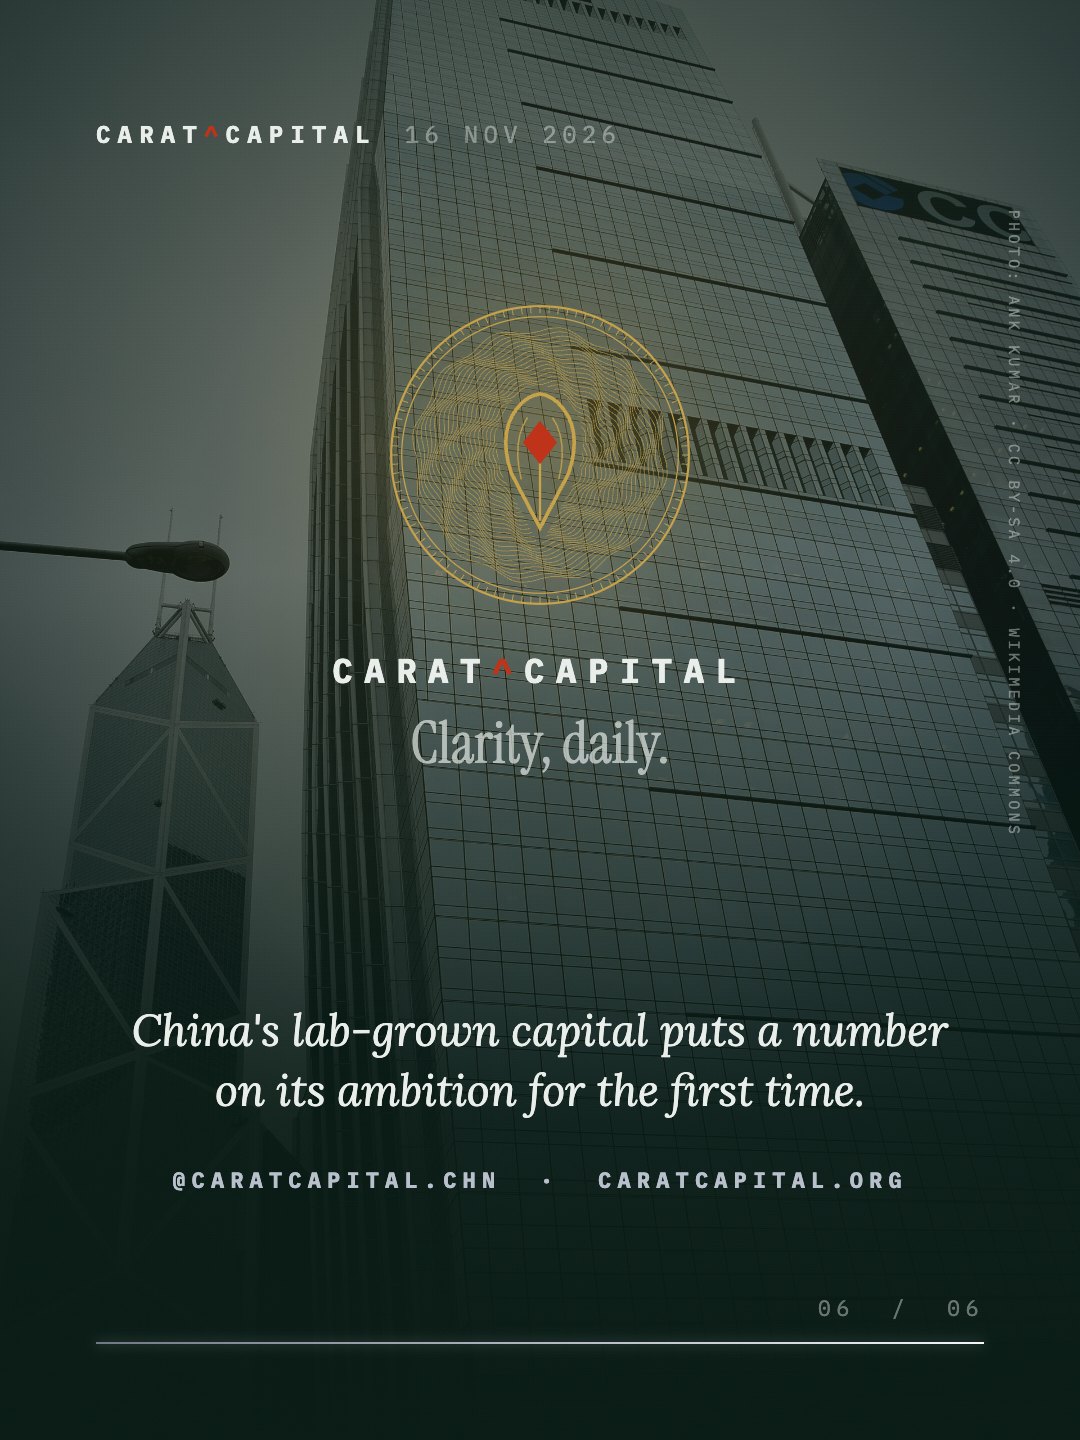 CARAT^CAPITAL 16 NOV 2026
CC
PHOTO: ANK KUMAR · CC BY-SA 4.0 · WIKIMEDIA COMMONS
CARAT^CAPITAL
Clarity, daily.
China's lab-grown capital puts a number
on its ambition for the first time.
@CARATCAPITAL.CHN · CARATCAPITAL.ORG
06 / 06